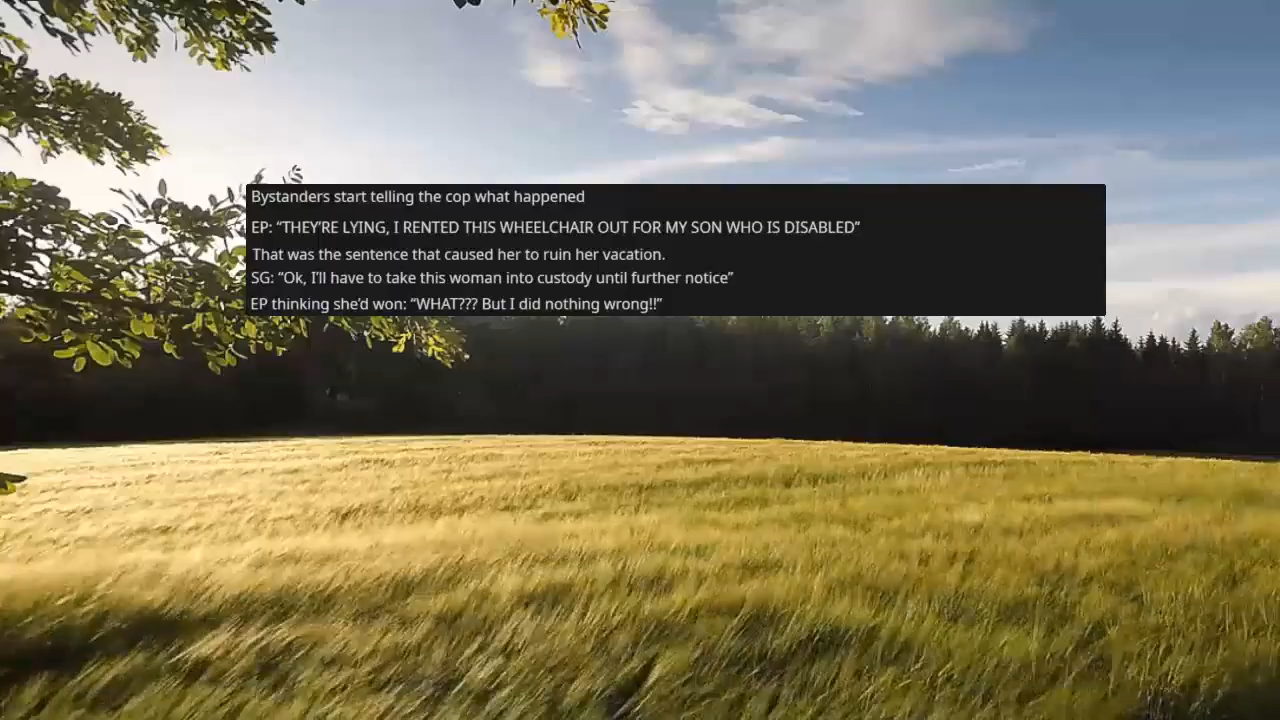 Bystanders start telling the cop what happened
EP: “THEY’RE LYING, I RENTED THIS WHEELCHAIR OUT FOR MY SON WHO IS DISABLED”
That was the sentence that caused her to ruin her vacation.
SG: “Ok, I’ll have to take this woman into custody until further notice”
EP thinking she’d won: “WHAT??? But I did nothing wrong!!”